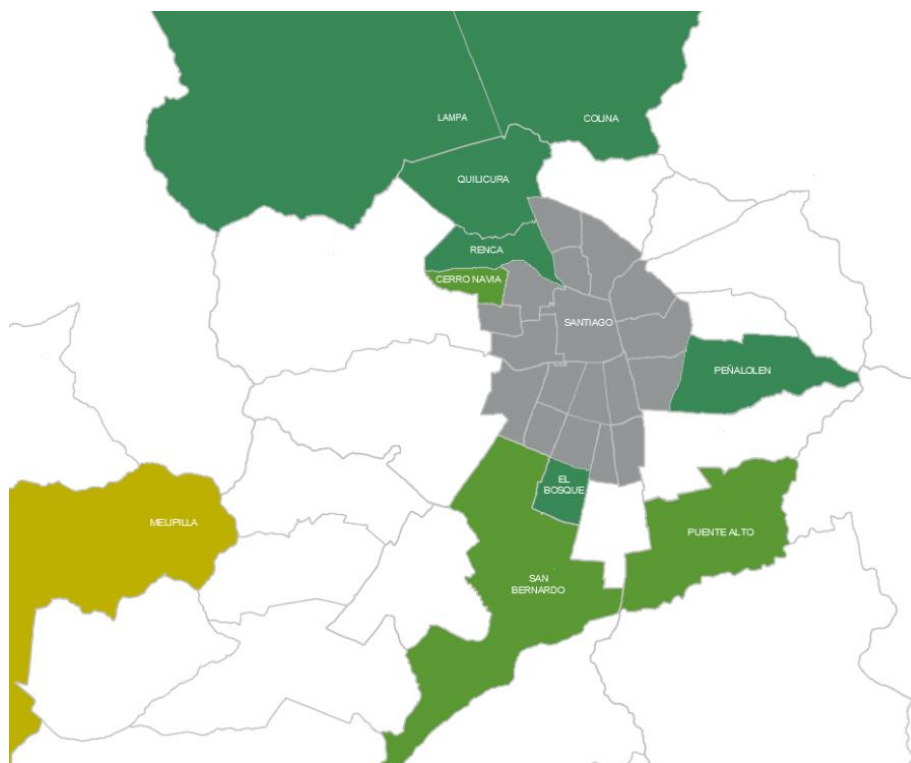 LAMPA
COLINA
QUILICURA
RENCA
CERRO NAVIA
SANTIAGO
PEÑALOLEN
EL
BOSQUE
MELIPILLA
PUENTE ALTO
SAN
BERNARDO